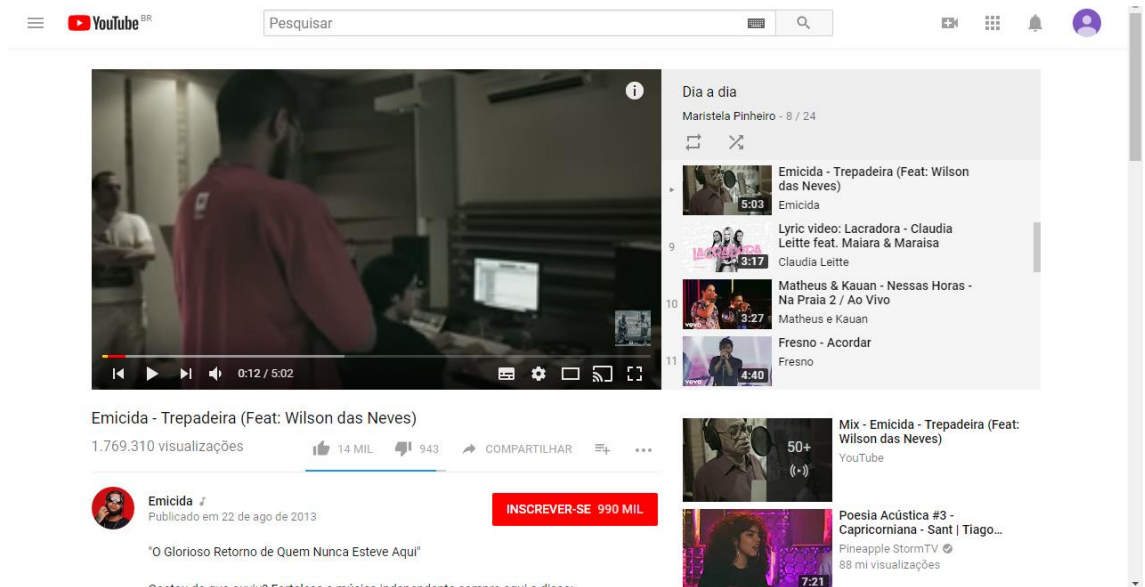 YouTube BR
Pesquisar
Dia a dia
Maristela Pinheiro - 8 / 24
Emicida - Trepadeira (Feat: Wilson
das Neves)
5:03
Emicida
9
Lyric video: Lacradora - Claudia
Leitte feat. Maiara & Maraisa
LACRADORA
3:17
Claudia Leitte
10
Matheus & Kauan - Nessas Horas -
Na Praia 2 / Ao Vivo
vevo
3:27
Matheus e Kauan
11
Fresno - Acordar
Fresno
vevo
4:40
0:12 / 5:02
Emicida - Trepadeira (Feat: Wilson das Neves)
1.769.310 visualizações
14 MIL
943
COMPARTILHAR
Emicida
Publicado em 22 de ago de 2013
INSCREVER-SE 990 MIL
"O Glorioso Retorno de Quem Nunca Esteve Aqui"
Mix - Emicida - Trepadeira (Feat:
Wilson das Neves)
50+
YouTube
Poesia Acústica #3 -
Capricorniana - Sant | Tiago...
Pineapple StormTV
88 mi visualizações
7:21